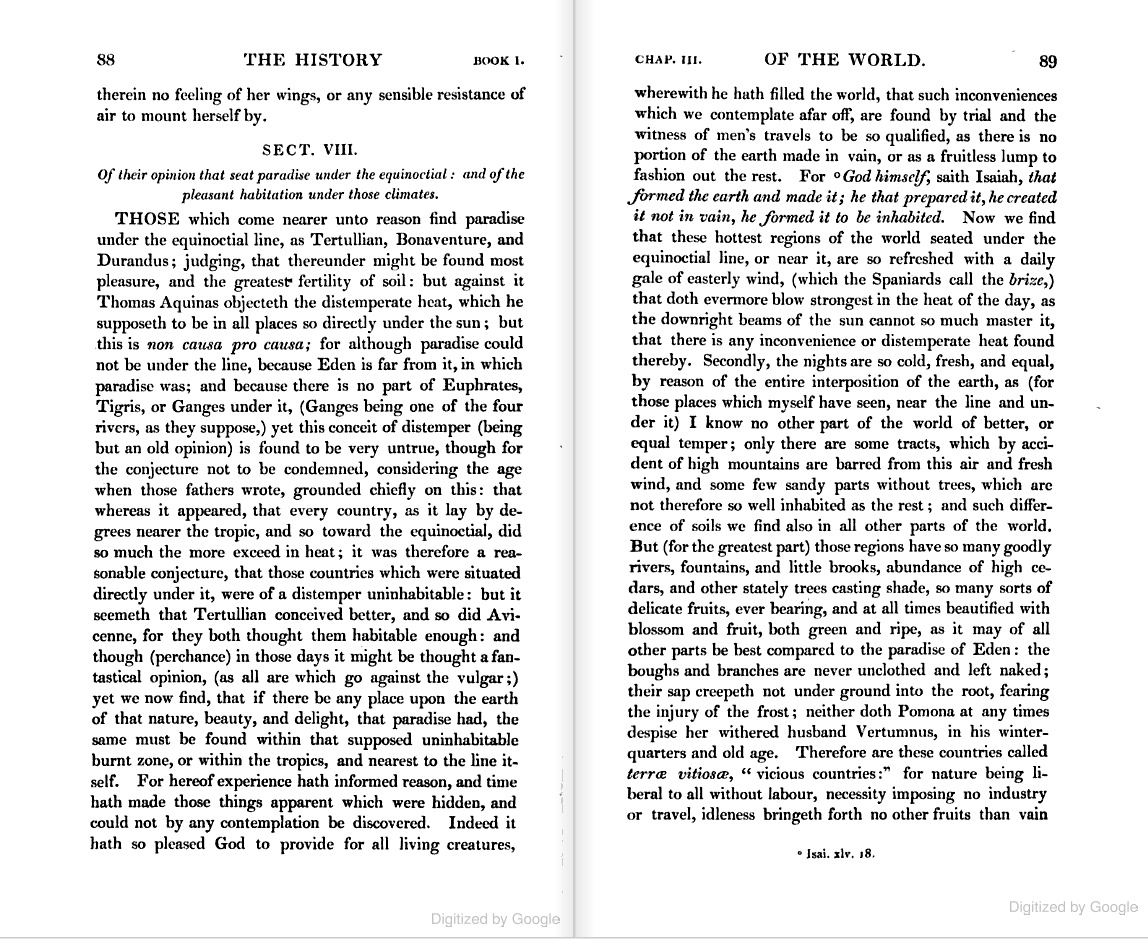 88 THE HISTORY BOOK I.
therein no feeling of her wings, or any sensible resistance of
air to mount herself by.
SECT. VIII.
Of their opinion that seat paradise under the equinoctial: and of the
pleasant habitation under those climates.
THOSE which come nearer unto reason find paradise
under the equinoctial line, as Tertullian, Bonaventure, and
Durandus; judging, that thereunder might be found most
pleasure, and the greatest fertility of soil: but against it
Thomas Aquinas objecteth the distemperate heat, which he
supposeth to be in all places so directly under the sun; but
this is non causa pro causa; for although paradise could
not be under the line, because Eden is far from it, in which
paradise was; and because there is no part of Euphrates,
Tigris, or Ganges under it, (Ganges being one of the four
rivers, as they suppose,) yet this conceit of distemper (being
but an old opinion) is found to be very untrue, though for
the conjecture not to be condemned, considering the age
when those fathers wrote, grounded chiefly on this: that
whereas it appeared, that every country, as it lay by de-
grees nearer the tropic, and so toward the equinoctial, did
so much the more exceed in heat; it was therefore a rea-
sonable conjecture, that those countries which were situated
directly under it, were of a distemper uninhabitable: but it
seemeth that Tertullian conceived better, and so did Avi-
cenne, for they both thought them habitable enough: and
though (perchance) in those days it might be thought a fan-
tastical opinion, (as all are which go against the vulgar;)
yet we now find, that if there be any place upon the earth
of that nature, beauty, and delight, that paradise had, the
same must be found within that supposed uninhabitable
burnt zone, or within the tropics, and nearest to the line it-
self. For hereof experience hath informed reason, and time
hath made those things apparent which were hidden, and
could not by any contemplation be discovered. Indeed it
hath so pleased God to provide for all living creatures,
Digitized by Google
CHAP. III. OF THE WORLD. 89
wherewith he hath filled the world, that such inconveniences
which we contemplate afar off, are found by trial and the
witness of men's travels to be so qualified, as there is no
portion of the earth made in vain, or as a fruitless lump to
fashion out the rest. For ᵒ God himself, saith Isaiah, that
formed the earth and made it; he that prepared it, he created
it not in vain, he formed it to be inhabited. Now we find
that these hottest regions of the world seated under the
equinoctial line, or near it, are so refreshed with a daily
gale of easterly wind, (which the Spaniards call the brize,)
that doth evermore blow strongest in the heat of the day, as
the downright beams of the sun cannot so much master it,
that there is any inconvenience or distemperate heat found
thereby. Secondly, the nights are so cold, fresh, and equal,
by reason of the entire interposition of the earth, as (for
those places which myself have seen, near the line and un-
der it) I know no other part of the world of better, or
equal temper; only there are some tracts, which by acci-
dent of high mountains are barred from this air and fresh
wind, and some few sandy parts without trees, which are
not therefore so well inhabited as the rest; and such differ-
ence of soils we find also in all other parts of the world.
But (for the greatest part) those regions have so many goodly
rivers, fountains, and little brooks, abundance of high ce-
dars, and other stately trees casting shade, so many sorts of
delicate fruits, ever bearing, and at all times beautified with
blossom and fruit, both green and ripe, as it may of all
other parts be best compared to the paradise of Eden: the
boughs and branches are never unclothed and left naked;
their sap creepeth not under ground into the root, fearing
the injury of the frost; neither doth Pomona at any times
despise her withered husband Vertumnus, in his winter-
quarters and old age. Therefore are these countries called
terræ vitiosæ, “ vicious countries:” for nature being li-
beral to all without labour, necessity imposing no industry
or travel, idleness bringeth forth no other fruits than vain
ᵒ Isai. xlv. 18.
Digitized by Google